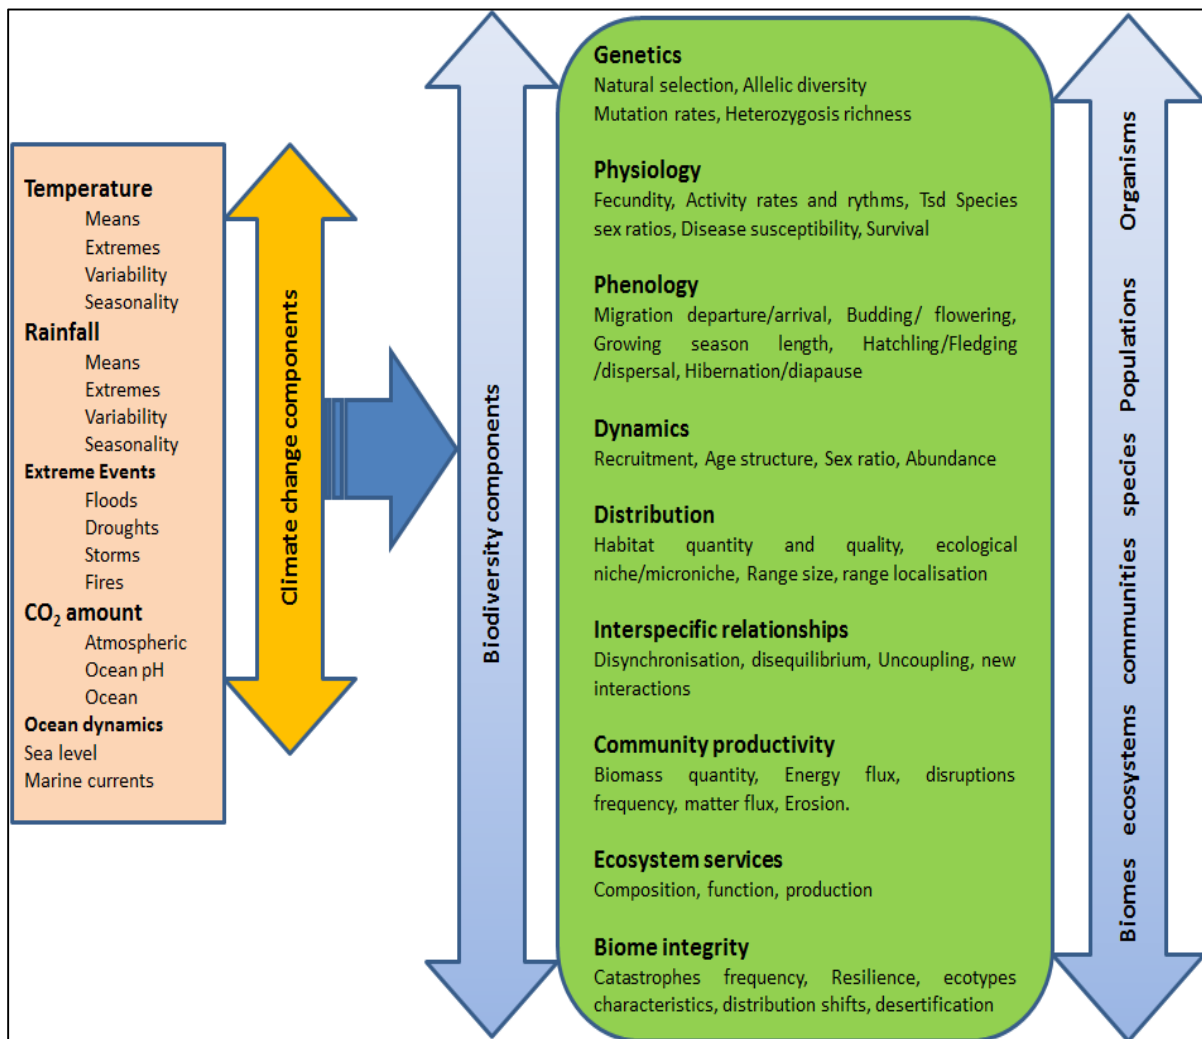 Temperature
Means
Extremes
Variability
Seasonality
Rainfall
Means
Extremes
Variability
Seasonality
Extreme Events
Floods
Droughts
Storms
Fires
CO₂ amount
Atmospheric
Ocean pH
Ocean
Ocean dynamics
Sea level
Marine currents
Climate change components
Biodiversity components
Genetics
Natural selection, Allelic diversity
Mutation rates, Heterozygosis richness
Physiology
Fecundity, Activity rates and rythms, Tsd Species
sex ratios, Disease susceptibility, Survival
Phenology
Migration departure/arrival, Budding/ flowering,
Growing season length, Hatchling/Fledging
/dispersal, Hibernation/diapause
Dynamics
Recruitment, Age structure, Sex ratio, Abundance
Distribution
Habitat quantity and quality, ecological
niche/microniche, Range size, range localisation
Interspecific relationships
Disynchronisation, disequilibrium, Uncoupling, new
interactions
Community productivity
Biomass quantity, Energy flux, disruptions
frequency, matter flux, Erosion.
Ecosystem services
Composition, function, production
Biome integrity
Catastrophes frequency, Resilience, ecotypes
characteristics, distribution shifts, desertification
Biomes ecosystems communities species Populations Organisms